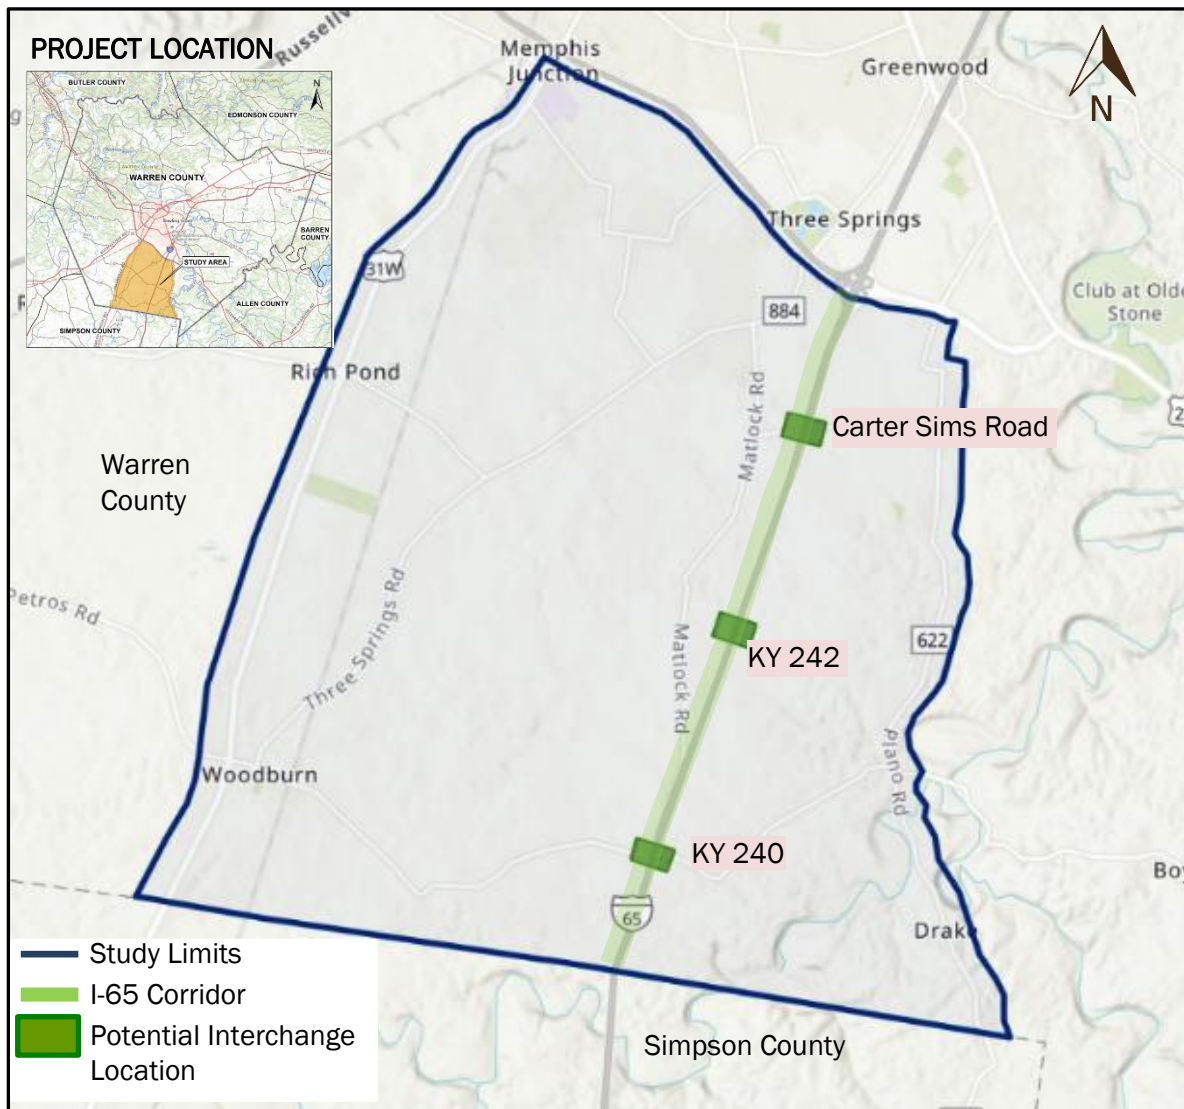 PROJECT LOCATION
N
BUTLER COUNTY
EDMONSON COUNTY
WARREN COUNTY
BARREN
COUNTY
STUDY AREA
ALLEN COUNTY
SIMPSON COUNTY
Memphis
Junction
Greenwood
N
Three Springs
31W
884
Club at Olde
Stone
Rich Pond
Matlock Rd
Carter Sims Road
Warren
County
Petros Rd
Three Springs Rd
Matlock Rd
622
KY 242
Plano Rd
Woodburn
KY 240
65
Drake
Study Limits
I-65 Corridor
Potential Interchange
Location
Simpson County